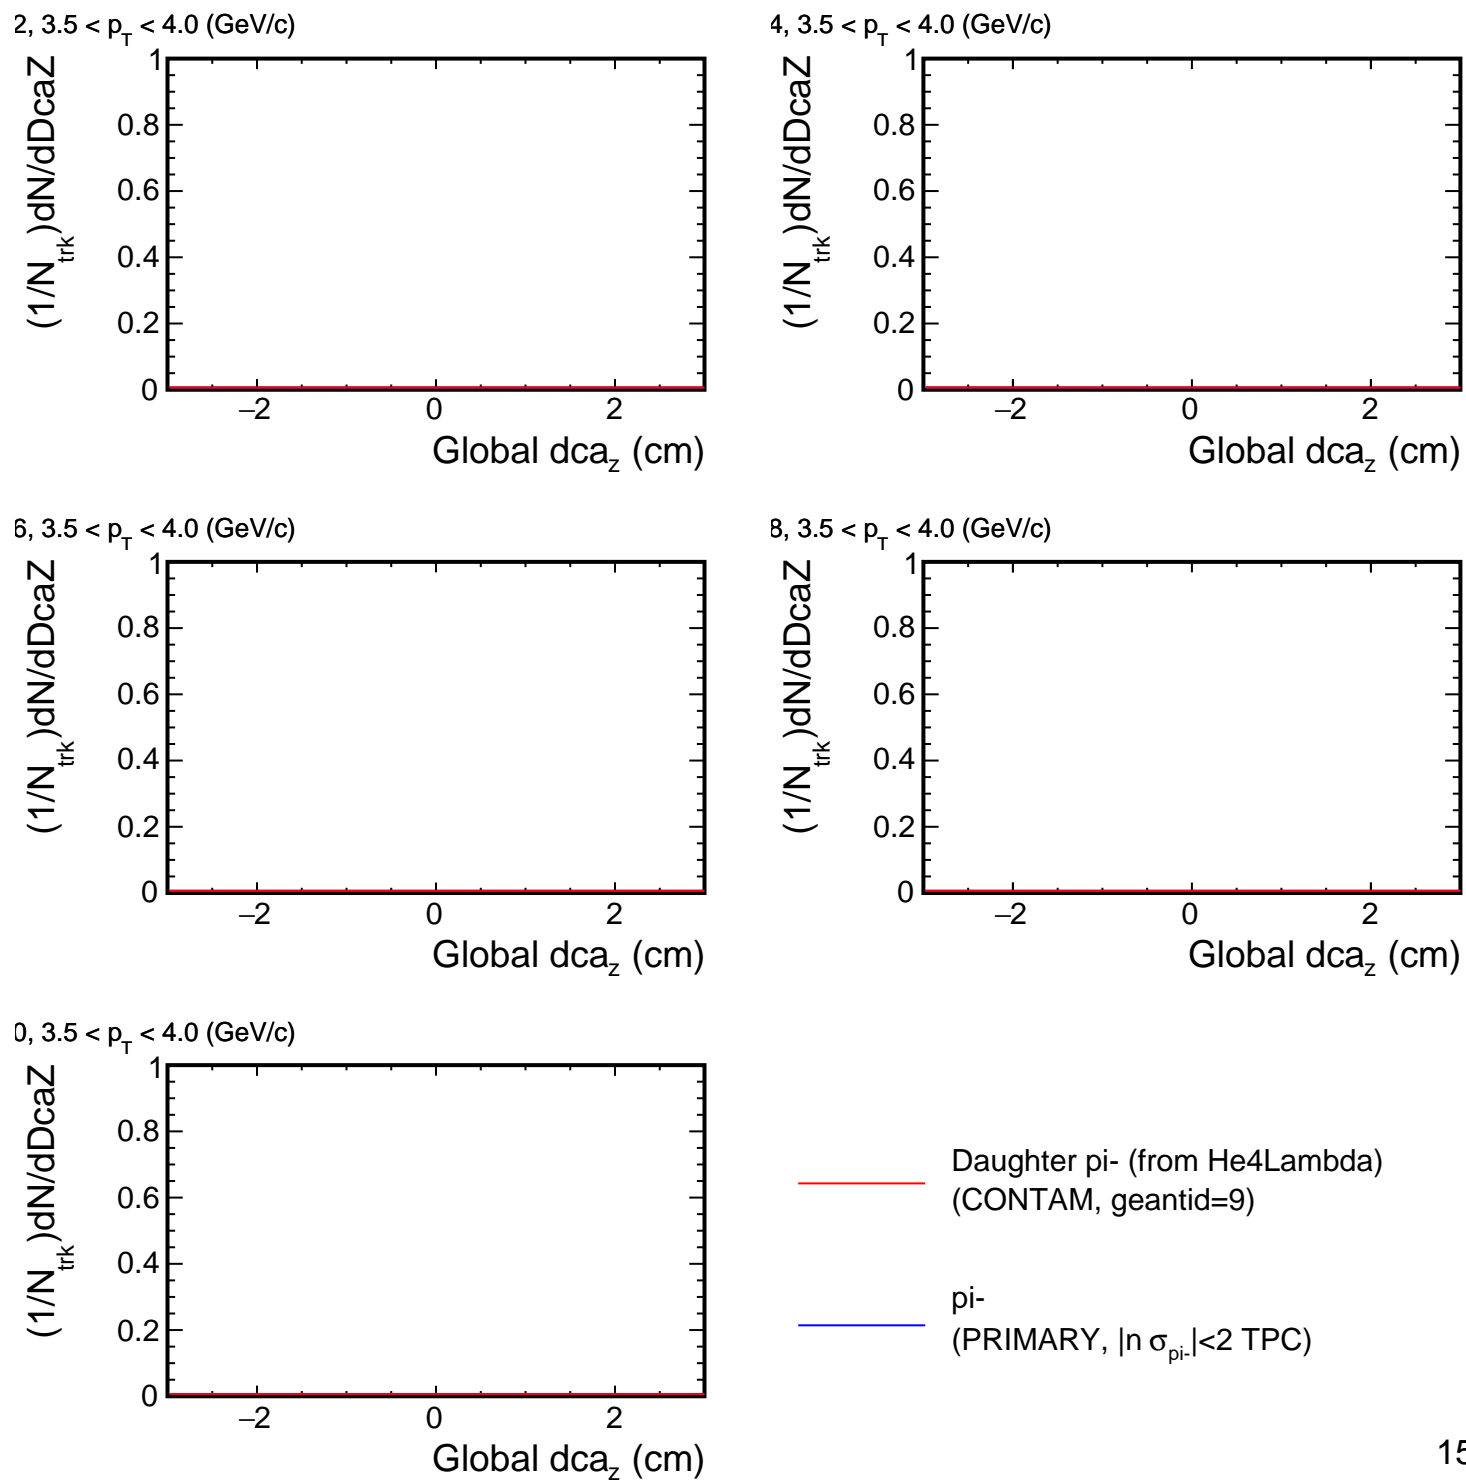 2, 3.5 < p_T < 4.0 (GeV/c)
(1/N_trk)dN/dDcaZ
1
0.8
0.6
0.4
0.2
0
−2 0 2
Global dca_z (cm)
4, 3.5 < p_T < 4.0 (GeV/c)
(1/N_trk)dN/dDcaZ
1
0.8
0.6
0.4
0.2
0
−2 0 2
Global dca_z (cm)
6, 3.5 < p_T < 4.0 (GeV/c)
(1/N_trk)dN/dDcaZ
1
0.8
0.6
0.4
0.2
0
−2 0 2
Global dca_z (cm)
8, 3.5 < p_T < 4.0 (GeV/c)
(1/N_trk)dN/dDcaZ
1
0.8
0.6
0.4
0.2
0
−2 0 2
Global dca_z (cm)
0, 3.5 < p_T < 4.0 (GeV/c)
(1/N_trk)dN/dDcaZ
1
0.8
0.6
0.4
0.2
0
−2 0 2
Global dca_z (cm)
Daughter pi- (from He4Lambda)
(CONTAM, geantid=9)
pi-
(PRIMARY, |n σ_pi-|<2 TPC)
15